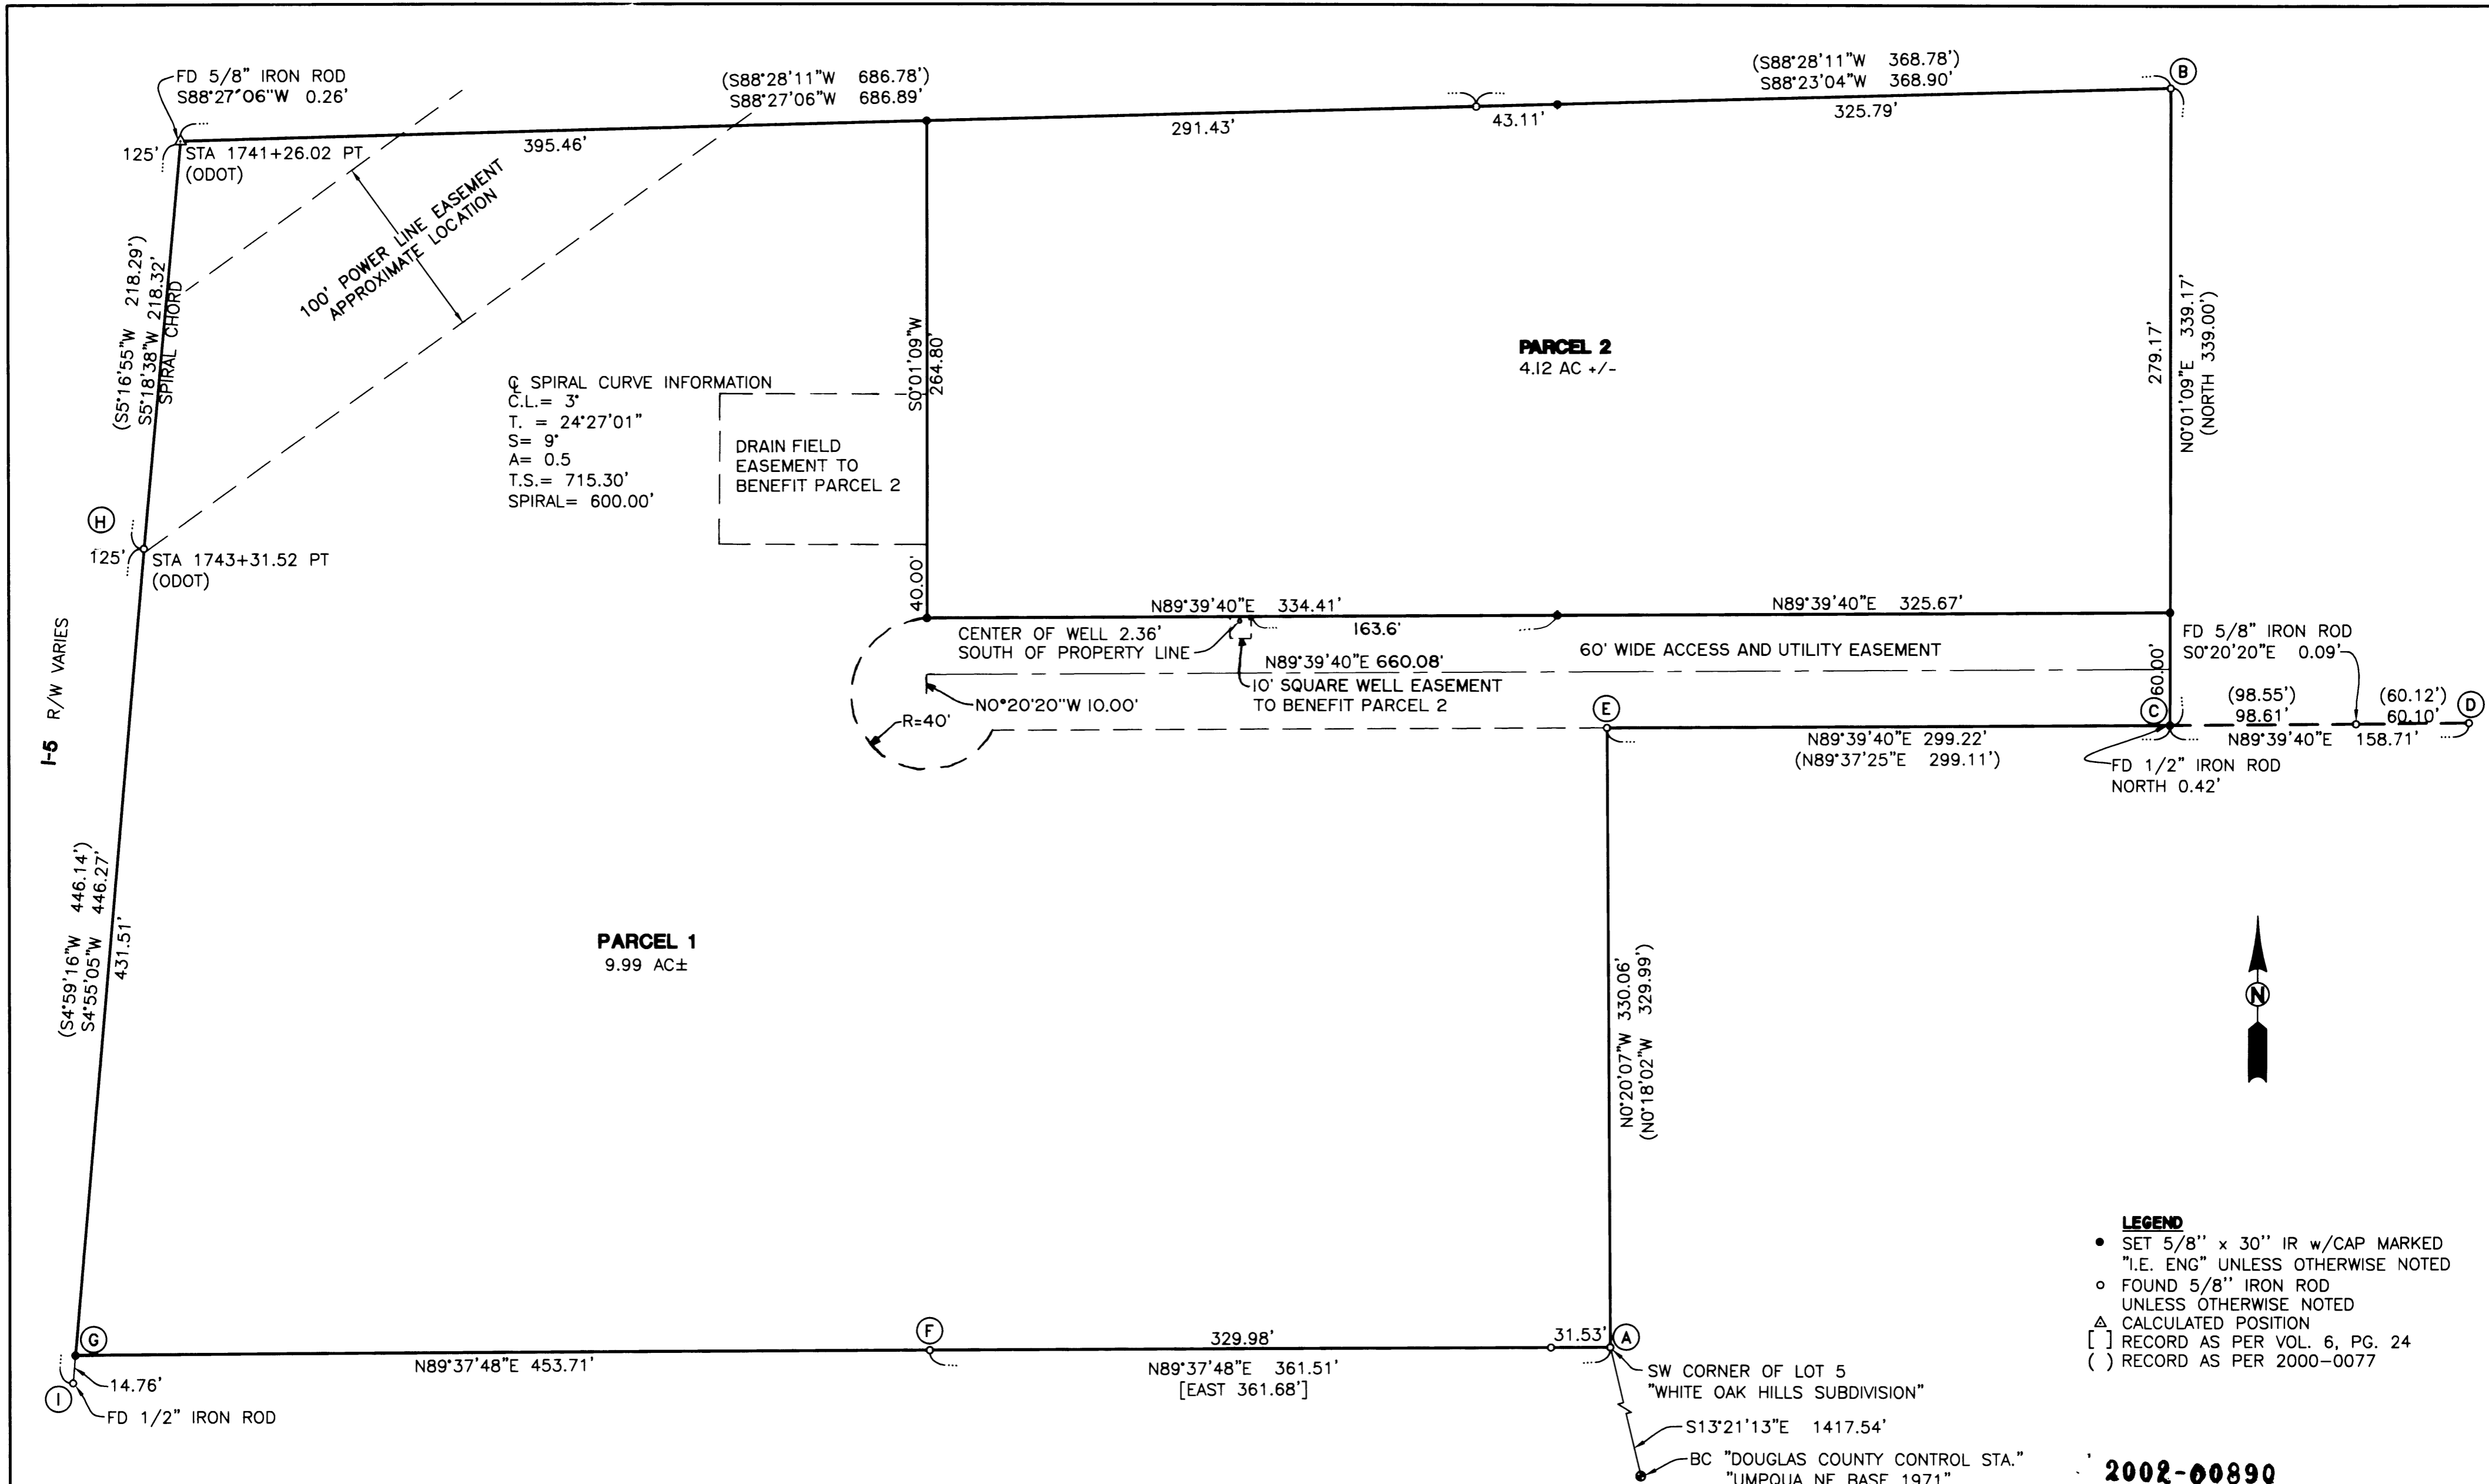 FD 5/8" IRON ROD
S88°27'06"W 0.26'
(S88°28'11"W 686.78')
S88°27'06"W 686.89'
(S88°28'11"W 368.78')
S88°23'04"W 368.90'
B
125'
STA 1741+26.02 PT
(ODOT)
395.46'
291.43'
43.11'
325.79'
100' POWER LINE EASEMENT
APPROXIMATE LOCATION
(S5°16'55"W 218.29')
S5°18'38"W 218.32'
SPIRAL CHORD
℄ SPIRAL CURVE INFORMATION
C.L.= 3°
T. = 24°27'01"
S= 9°
A= 0.5
T.S.= 715.30'
SPIRAL= 600.00'
DRAIN FIELD
EASEMENT TO
BENEFIT PARCEL 2
S0°01'09"W
264.80'
40.00'
PARCEL 2
4.12 AC +/-
279.17'
N0°01'09"E 339.17'
(NORTH 339.00')
H
125'
STA 1743+31.52 PT
(ODOT)
I-5 R/W VARIES
N89°39'40"E 334.41'
N89°39'40"E 325.67'
163.6'
CENTER OF WELL 2.36'
SOUTH OF PROPERTY LINE
N89°39'40"E 660.08'
60' WIDE ACCESS AND UTILITY EASEMENT
60.00'
FD 5/8" IRON ROD
S0°20'20"E 0.09'
10' SQUARE WELL EASEMENT
TO BENEFIT PARCEL 2
N0°20'20"W 10.00'
R=40'
E
C
D
(98.55')
98.61'
(60.12')
60.10'
N89°39'40"E 158.71'
N89°39'40"E 299.22'
(N89°37'25"E 299.11')
FD 1/2" IRON ROD
NORTH 0.42'
(S4°59'16"W 446.14')
S4°55'05"W 446.27'
431.51'
PARCEL 1
9.99 AC±
N0°20'07"W 330.06'
(N0°18'02"W 329.99')
N
LEGEND
SET 5/8'' x 30'' IR w/CAP MARKED
"I.E. ENG" UNLESS OTHERWISE NOTED
FOUND 5/8'' IRON ROD
UNLESS OTHERWISE NOTED
CALCULATED POSITION
[ ] RECORD AS PER VOL. 6, PG. 24
( ) RECORD AS PER 2000-0077
G
F
A
329.98'
31.53'
N89°37'48"E 453.71'
N89°37'48"E 361.51'
[EAST 361.68']
14.76'
I
FD 1/2" IRON ROD
SW CORNER OF LOT 5
"WHITE OAK HILLS SUBDIVISION"
S13°21'13"E 1417.54'
BC "DOUGLAS COUNTY CONTROL STA."
"UMPQUA NE BASE 1971"
2002-00890